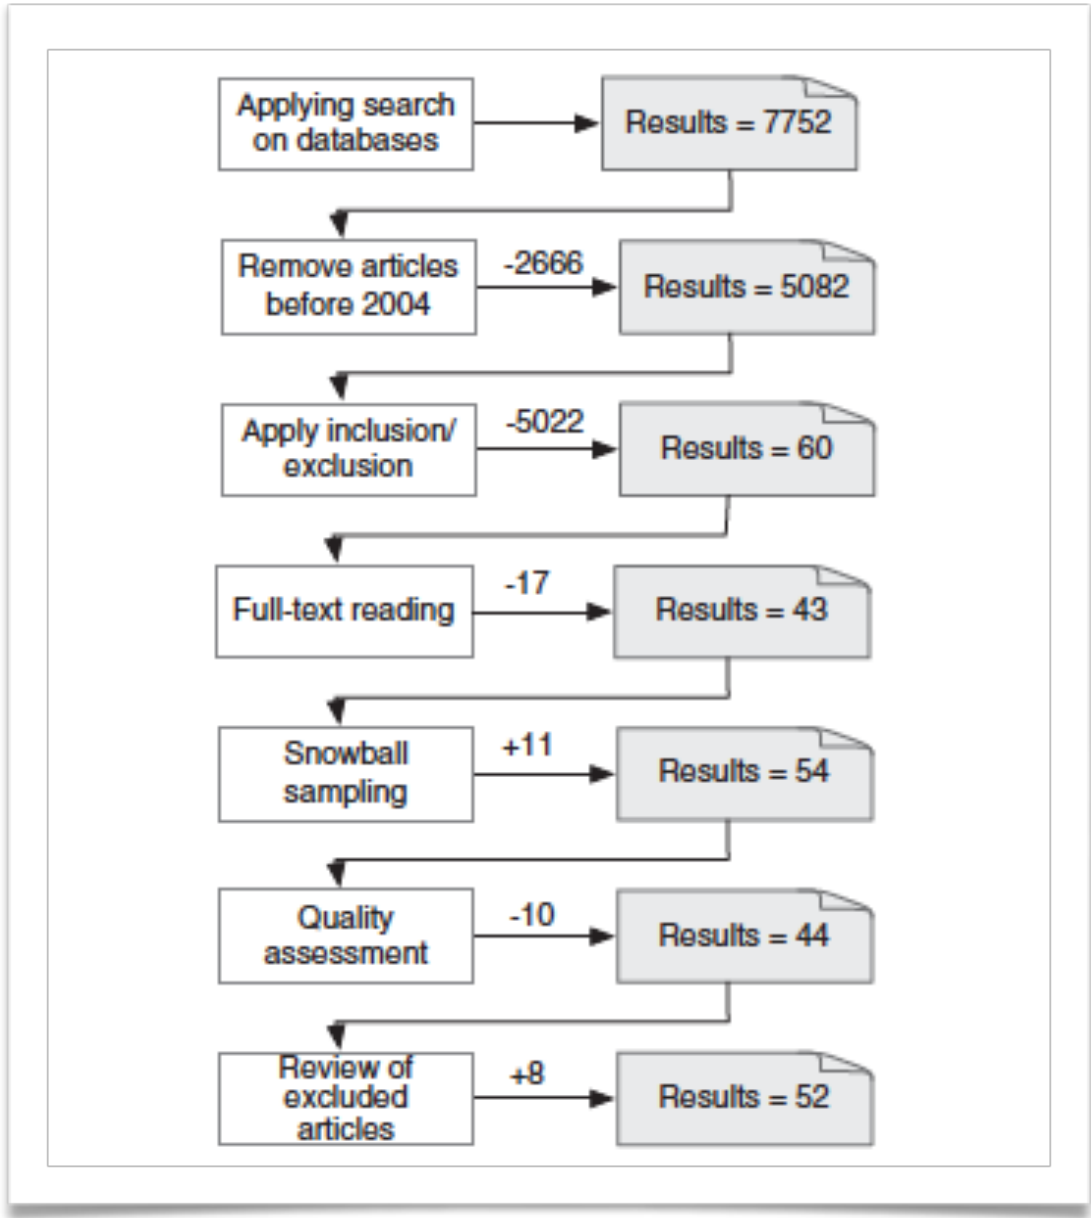 Applying search
on databases
Results = 7752
Remove articles
before 2004
-2666
Results = 5082
Apply inclusion/
exclusion
-5022
Results = 60
Full-text reading
-17
Results = 43
Snowball
sampling
+11
Results = 54
Quality
assessment
-10
Results = 44
Review of
excluded
articles
+8
Results = 52